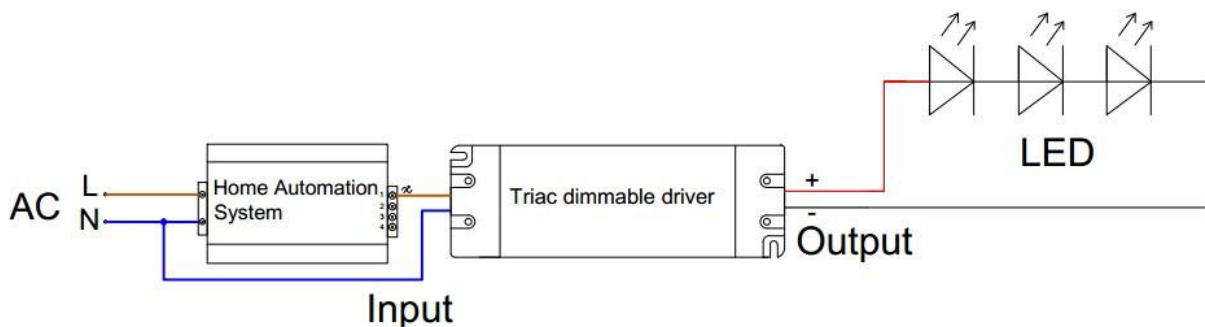 LED
AC
L
N
Home Automation
System
1
2
3
4
Triac dimmable driver
+
-
Output
Input